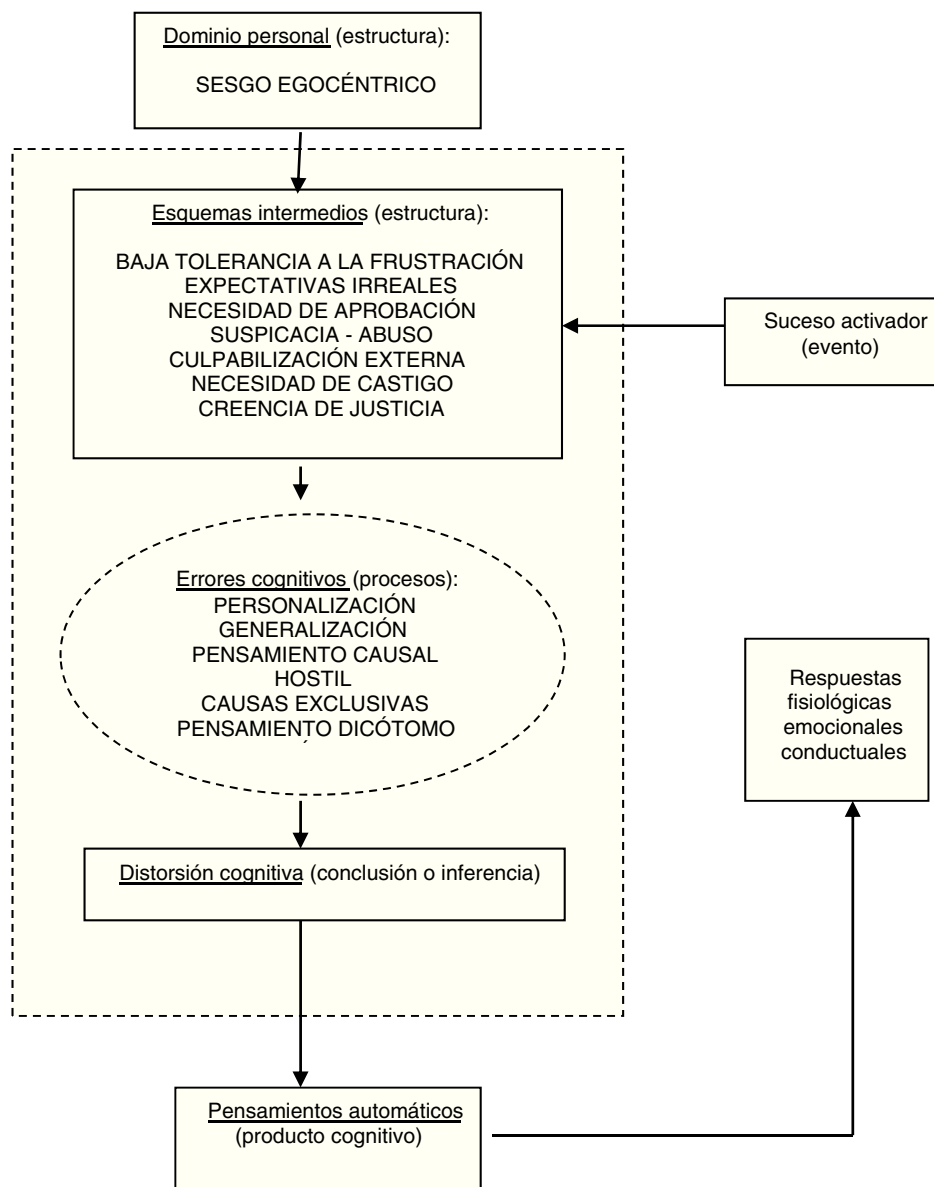 Dominio personal (estructura):
SESGO EGOCÉNTRICO
Esquemas intermedios (estructura):
BAJA TOLERANCIA A LA FRUSTRACIÓN
EXPECTATIVAS IRREALES
NECESIDAD DE APROBACIÓN
SUSPICACIA - ABUSO
CULPABILIZACIÓN EXTERNA
NECESIDAD DE CASTIGO
CREENCIA DE JUSTICIA
Suceso activador
(evento)
Errores cognitivos (procesos):
PERSONALIZACIÓN
GENERALIZACIÓN
PENSAMIENTO CAUSAL
HOSTIL
CAUSAS EXCLUSIVAS
PENSAMIENTO DICÓTOMO
Respuestas
fisiológicas
emocionales
conductuales
Distorsión cognitiva (conclusión o inferencia)
Pensamientos automáticos
(producto cognitivo)